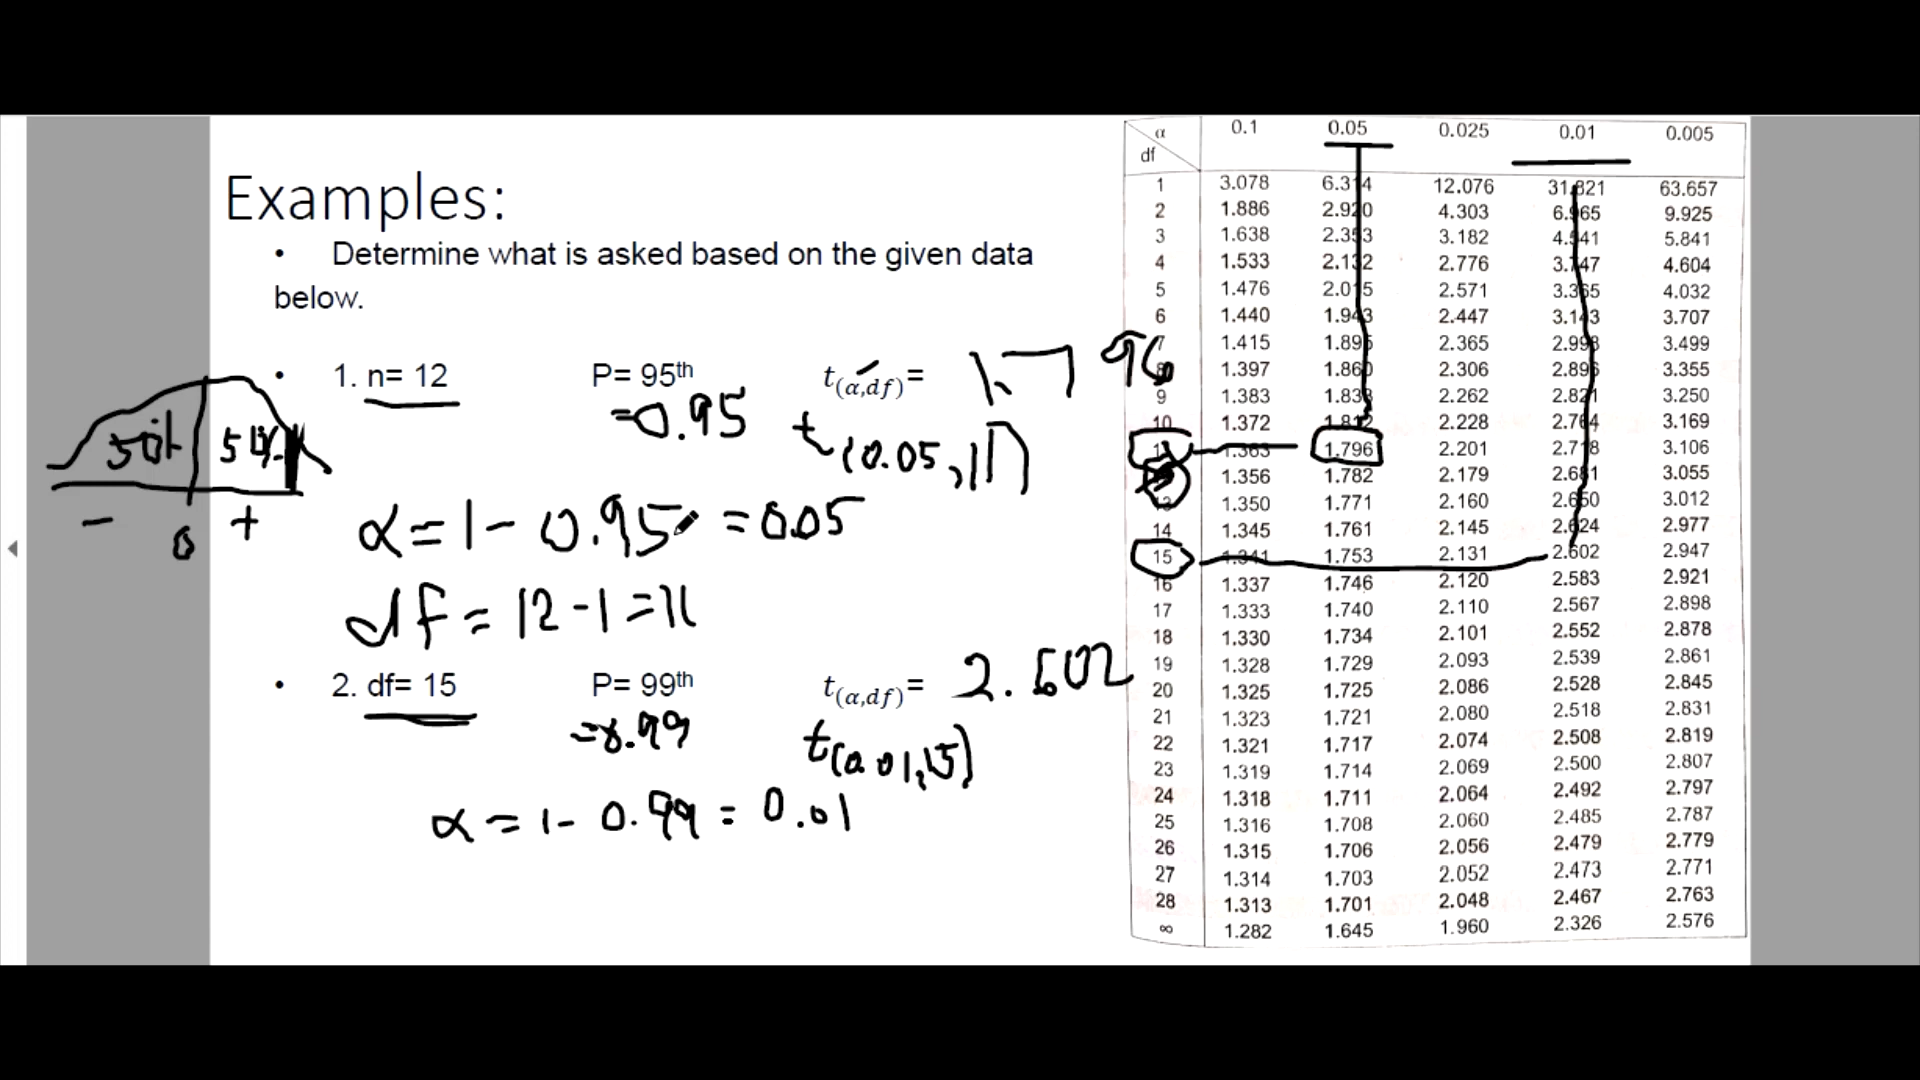 Examples:
• Determine what is asked based on the given data
below.
• 1. n= 12 P= 95th t(α,df)= 1.796
=0.95 t(0.05,11)
50% 50%
− 0 +
α = 1 - 0.95 = 0.05
df = 12 - 1 = 11
• 2. df= 15 P= 99th t(α,df)= 2.602
=0.99 t(0.01,15)
α = 1 - 0.99 = 0.01
α 0.1 0.05 0.025 0.01 0.005
df
1 3.078 6.314 12.076 31.821 63.657
2 1.886 2.920 4.303 6.965 9.925
3 1.638 2.353 3.182 4.541 5.841
4 1.533 2.132 2.776 3.747 4.604
5 1.476 2.015 2.571 3.365 4.032
6 1.440 1.943 2.447 3.143 3.707
7 1.415 1.895 2.365 2.998 3.499
8 1.397 1.860 2.306 2.896 3.355
9 1.383 1.833 2.262 2.821 3.250
10 1.372 1.812 2.228 2.764 3.169
1.363 1.796 2.201 2.718 3.106
1.356 1.782 2.179 2.681 3.055
13 1.350 1.771 2.160 2.650 3.012
14 1.345 1.761 2.145 2.624 2.977
15 1.341 1.753 2.131 2.602 2.947
16 1.337 1.746 2.120 2.583 2.921
17 1.333 1.740 2.110 2.567 2.898
18 1.330 1.734 2.101 2.552 2.878
19 1.328 1.729 2.093 2.539 2.861
20 1.325 1.725 2.086 2.528 2.845
21 1.323 1.721 2.080 2.518 2.831
22 1.321 1.717 2.074 2.508 2.819
23 1.319 1.714 2.069 2.500 2.807
24 1.318 1.711 2.064 2.492 2.797
25 1.316 1.708 2.060 2.485 2.787
26 1.315 1.706 2.056 2.479 2.779
27 1.314 1.703 2.052 2.473 2.771
28 1.313 1.701 2.048 2.467 2.763
∞ 1.282 1.645 1.960 2.326 2.576